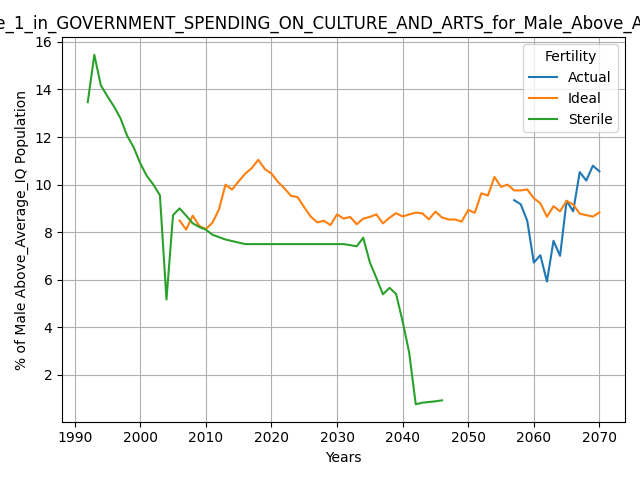 e_1_in_GOVERNMENT_SPENDING_ON_CULTURE_AND_ARTS_for_Male_Above_A
16
14
12
10
8
6
4
2
% of Male Above_Average_IQ Population
Fertility
Actual
Ideal
Sterile
1990 2000 2010 2020 2030 2040 2050 2060 2070
Years